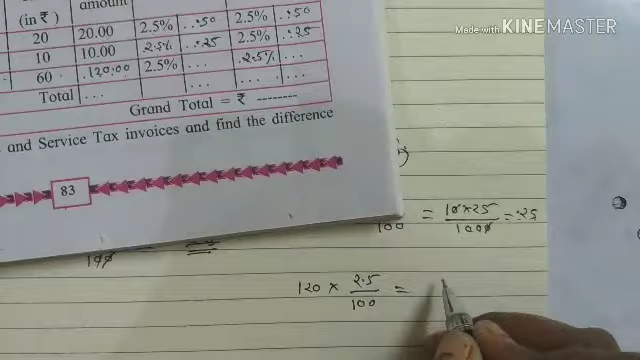 Made with KINEMASTER
(in ₹) amount
20 20.00 2.5% .:50 2.5% .:50
10 10.00 2.5% .:25 2.5% .:25
60 .120.00 2.5% ... .2.5% ...
Total ... ... ...
Grand Total = ₹ --------
and Service Tax invoices and find the difference
83
100 = 10×25 / 1000 = .25
100
120 × 2.5 / 100 =